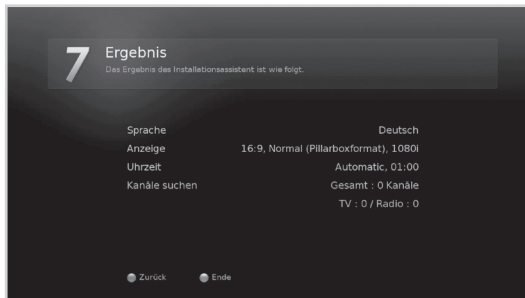 7
Ergebnis
Das Ergebnis des Installationsassistent ist wie folgt.
Sprache Deutsch
Anzeige 16:9, Normal (Pillarboxformat), 1080i
Uhrzeit Automatic, 01:00
Kanäle suchen Gesamt : 0 Kanäle
TV : 0 / Radio : 0
Zurück Ende